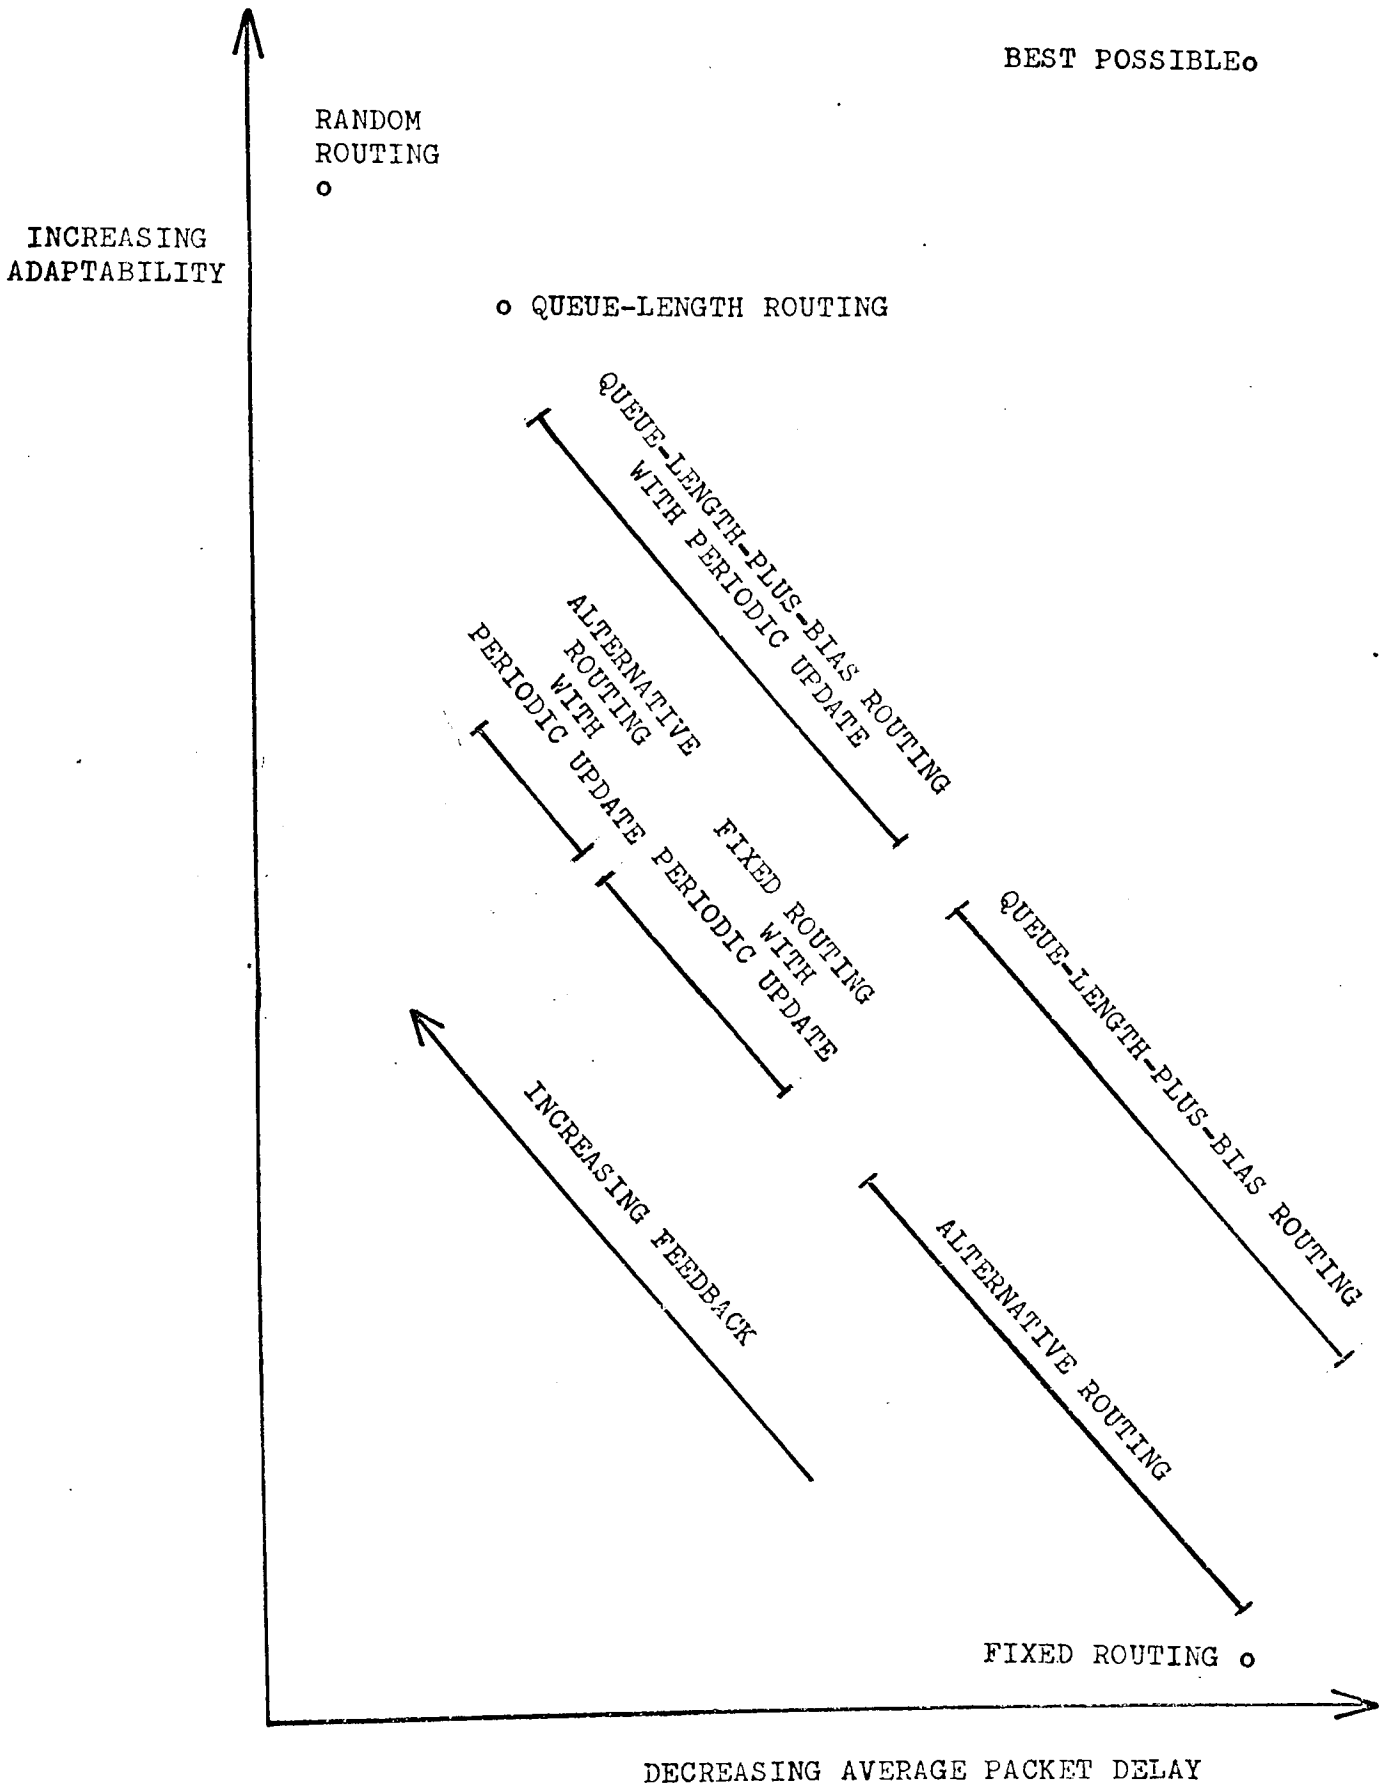 BEST POSSIBLE
RANDOM
ROUTING
INCREASING
ADAPTABILITY
QUEUE-LENGTH ROUTING
QUEUE-LENGTH-PLUS-BIAS ROUTING
WITH PERIODIC UPDATE
ALTERNATIVE
ROUTING
WITH
PERIODIC UPDATE
FIXED ROUTING
WITH
PERIODIC UPDATE
QUEUE-LENGTH-PLUS-BIAS ROUTING
INCREASING FEEDBACK
ALTERNATIVE ROUTING
FIXED ROUTING
DECREASING AVERAGE PACKET DELAY